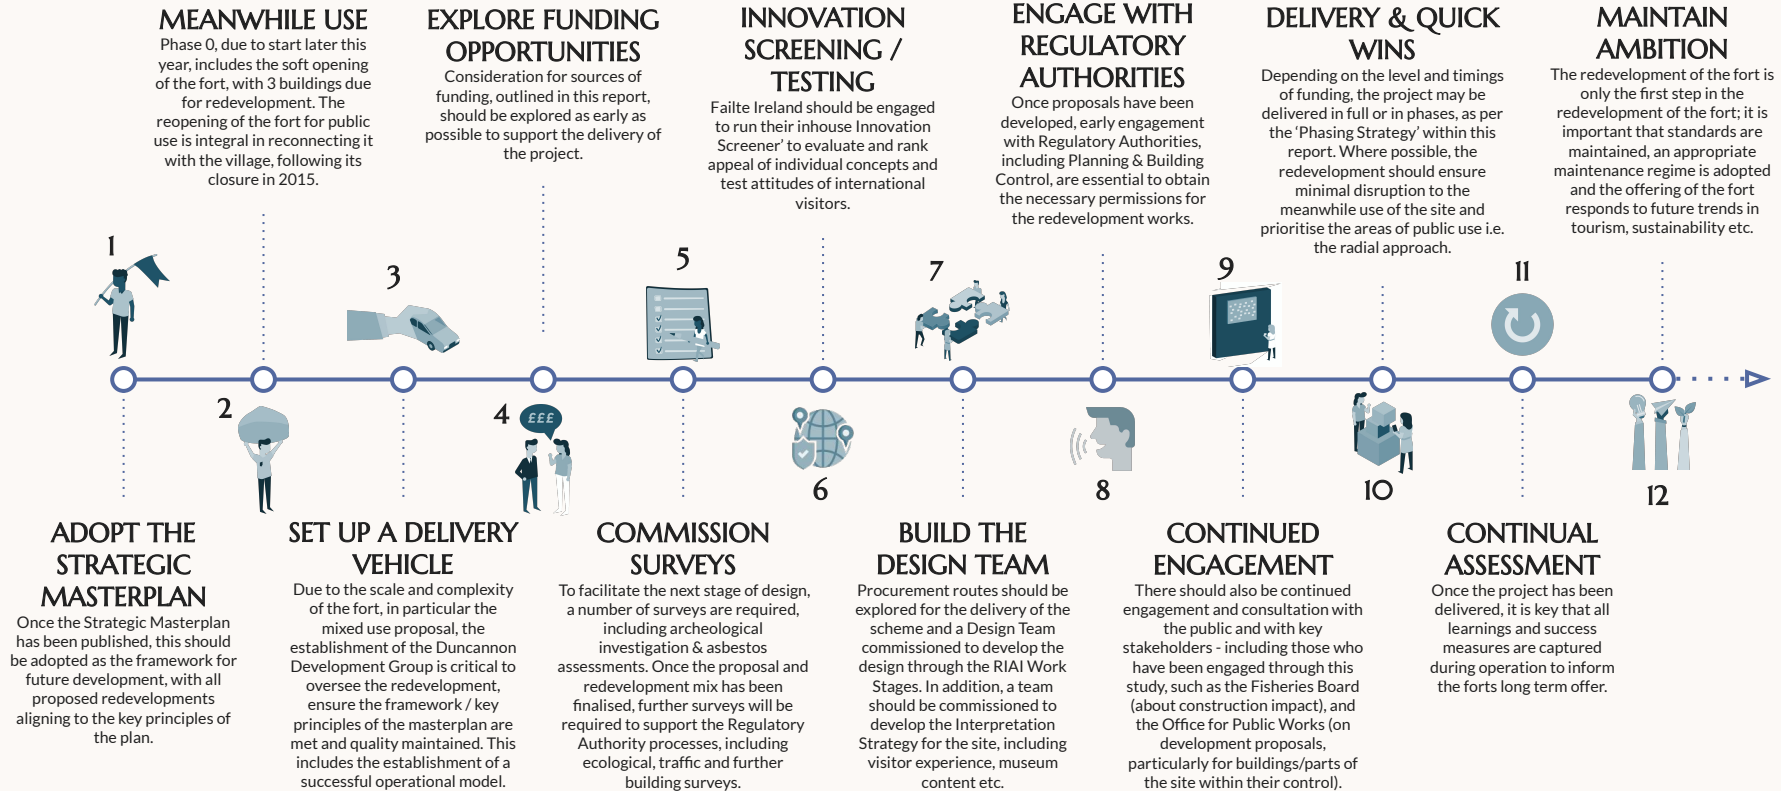 MEANWHILE USE
Phase 0, due to start later this
year, includes the soft opening
of the fort, with 3 buildings due
for redevelopment. The
reopening of the fort for public
use is integral in reconnecting it
with the village, following its
closure in 2015.
EXPLORE FUNDING
OPPORTUNITIES
Consideration for sources of
funding, outlined in this report,
should be explored as early as
possible to support the delivery of
the project.
INNOVATION
SCREENING /
TESTING
Failte Ireland should be engaged
to run their inhouse Innovation
Screener’ to evaluate and rank
appeal of individual concepts and
test attitudes of international
visitors.
ENGAGE WITH
REGULATORY
AUTHORITIES
Once proposals have been
developed, early engagement
with Regulatory Authorities,
including Planning & Building
Control, are essential to obtain
the necessary permissions for
the redevelopment works.
DELIVERY & QUICK
WINS
Depending on the level and timings
of funding, the project may be
delivered in full or in phases, as per
the ‘Phasing Strategy’ within this
report. Where possible, the
redevelopment should ensure
minimal disruption to the
meanwhile use of the site and
prioritise the areas of public use i.e.
the radial approach.
MAINTAIN
AMBITION
The redevelopment of the fort is
only the first step in the
redevelopment of the fort; it is
important that standards are
maintained, an appropriate
maintenance regime is adopted
and the offering of the fort
responds to future trends in
tourism, sustainability etc.
1
3
5
7
9
11
2
4
£££
6
8
10
12
ADOPT THE
STRATEGIC
MASTERPLAN
Once the Strategic Masterplan
has been published, this should
be adopted as the framework for
future development, with all
proposed redevelopments
aligning to the key principles of
the plan.
SET UP A DELIVERY
VEHICLE
Due to the scale and complexity
of the fort, in particular the
mixed use proposal, the
establishment of the Duncannon
Development Group is critical to
oversee the redevelopment,
ensure the framework / key
principles of the masterplan are
met and quality maintained. This
includes the establishment of a
successful operational model.
COMMISSION
SURVEYS
To facilitate the next stage of design,
a number of surveys are required,
including archeological
investigation & asbestos
assessments. Once the proposal and
redevelopment mix has been
finalised, further surveys will be
required to support the Regulatory
Authority processes, including
ecological, traffic and further
building surveys.
BUILD THE
DESIGN TEAM
Procurement routes should be
explored for the delivery of the
scheme and a Design Team
commissioned to develop the
design through the RIAI Work
Stages. In addition, a team
should be commissioned to
develop the Interpretation
Strategy for the site, including
visitor experience, museum
content etc.
CONTINUED
ENGAGEMENT
There should also be continued
engagement and consultation with
the public and with key
stakeholders - including those who
have been engaged through this
study, such as the Fisheries Board
(about construction impact), and
the Office for Public Works (on
development proposals,
particularly for buildings/parts of
the site within their control).
CONTINUAL
ASSESSMENT
Once the project has been
delivered, it is key that all
learnings and success
measures are captured
during operation to inform
the forts long term offer.